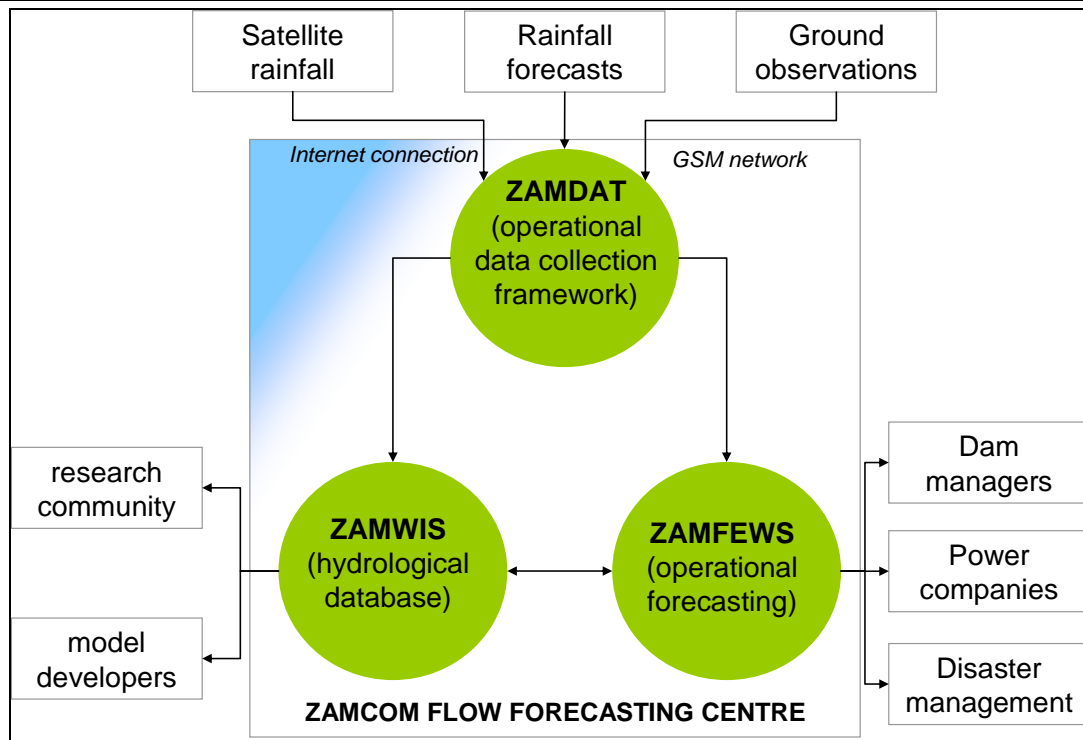 Satellite
rainfall
Rainfall
forecasts
Ground
observations
Internet connection
GSM network
ZAMDAT
(operational
data collection
framework)
research
community
model
developers
ZAMWIS
(hydrological
database)
ZAMFEWS
(operational
forecasting)
Dam
managers
Power
companies
Disaster
management
ZAMCOM FLOW FORECASTING CENTRE